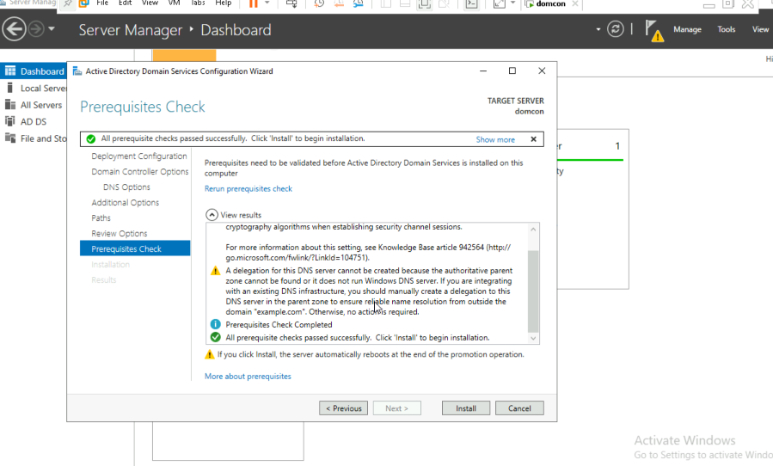 Server Manag
File Edit View VM Tabs Help
domcon
Server Manager • Dashboard
Manage Tools View
Hi
Dashboard
Local Serve
All Servers
AD DS
File and Sto
Active Directory Domain Services Configuration Wizard
Prerequisites Check
TARGET SERVER
domcon
All prerequisite checks passed successfully. Click 'Install' to begin installation.
Show more
Deployment Configuration
Domain Controller Options
DNS Options
Additional Options
Paths
Review Options
Prerequisites Check
Installation
Results
Prerequisites need to be validated before Active Directory Domain Services is installed on this
computer
Rerun prerequisites check
View results
cryptography algorithms when establishing security channel sessions.
For more information about this setting, see Knowledge Base article 942564 (http://
go.microsoft.com/fwlink/?LinkId=104751).
A delegation for this DNS server cannot be created because the authoritative parent
zone cannot be found or it does not run Windows DNS server. If you are integrating
with an existing DNS infrastructure, you should manually create a delegation to this
DNS server in the parent zone to ensure reliable name resolution from outside the
domain "example.com". Otherwise, no action is required.
Prerequisites Check Completed
All prerequisite checks passed successfully. Click 'Install' to begin installation.
If you click Install, the server automatically reboots at the end of the promotion operation.
More about prerequisites
< Previous
Next >
Install
Cancel
er 1
ty
Activate Windows
Go to Settings to activate Windo